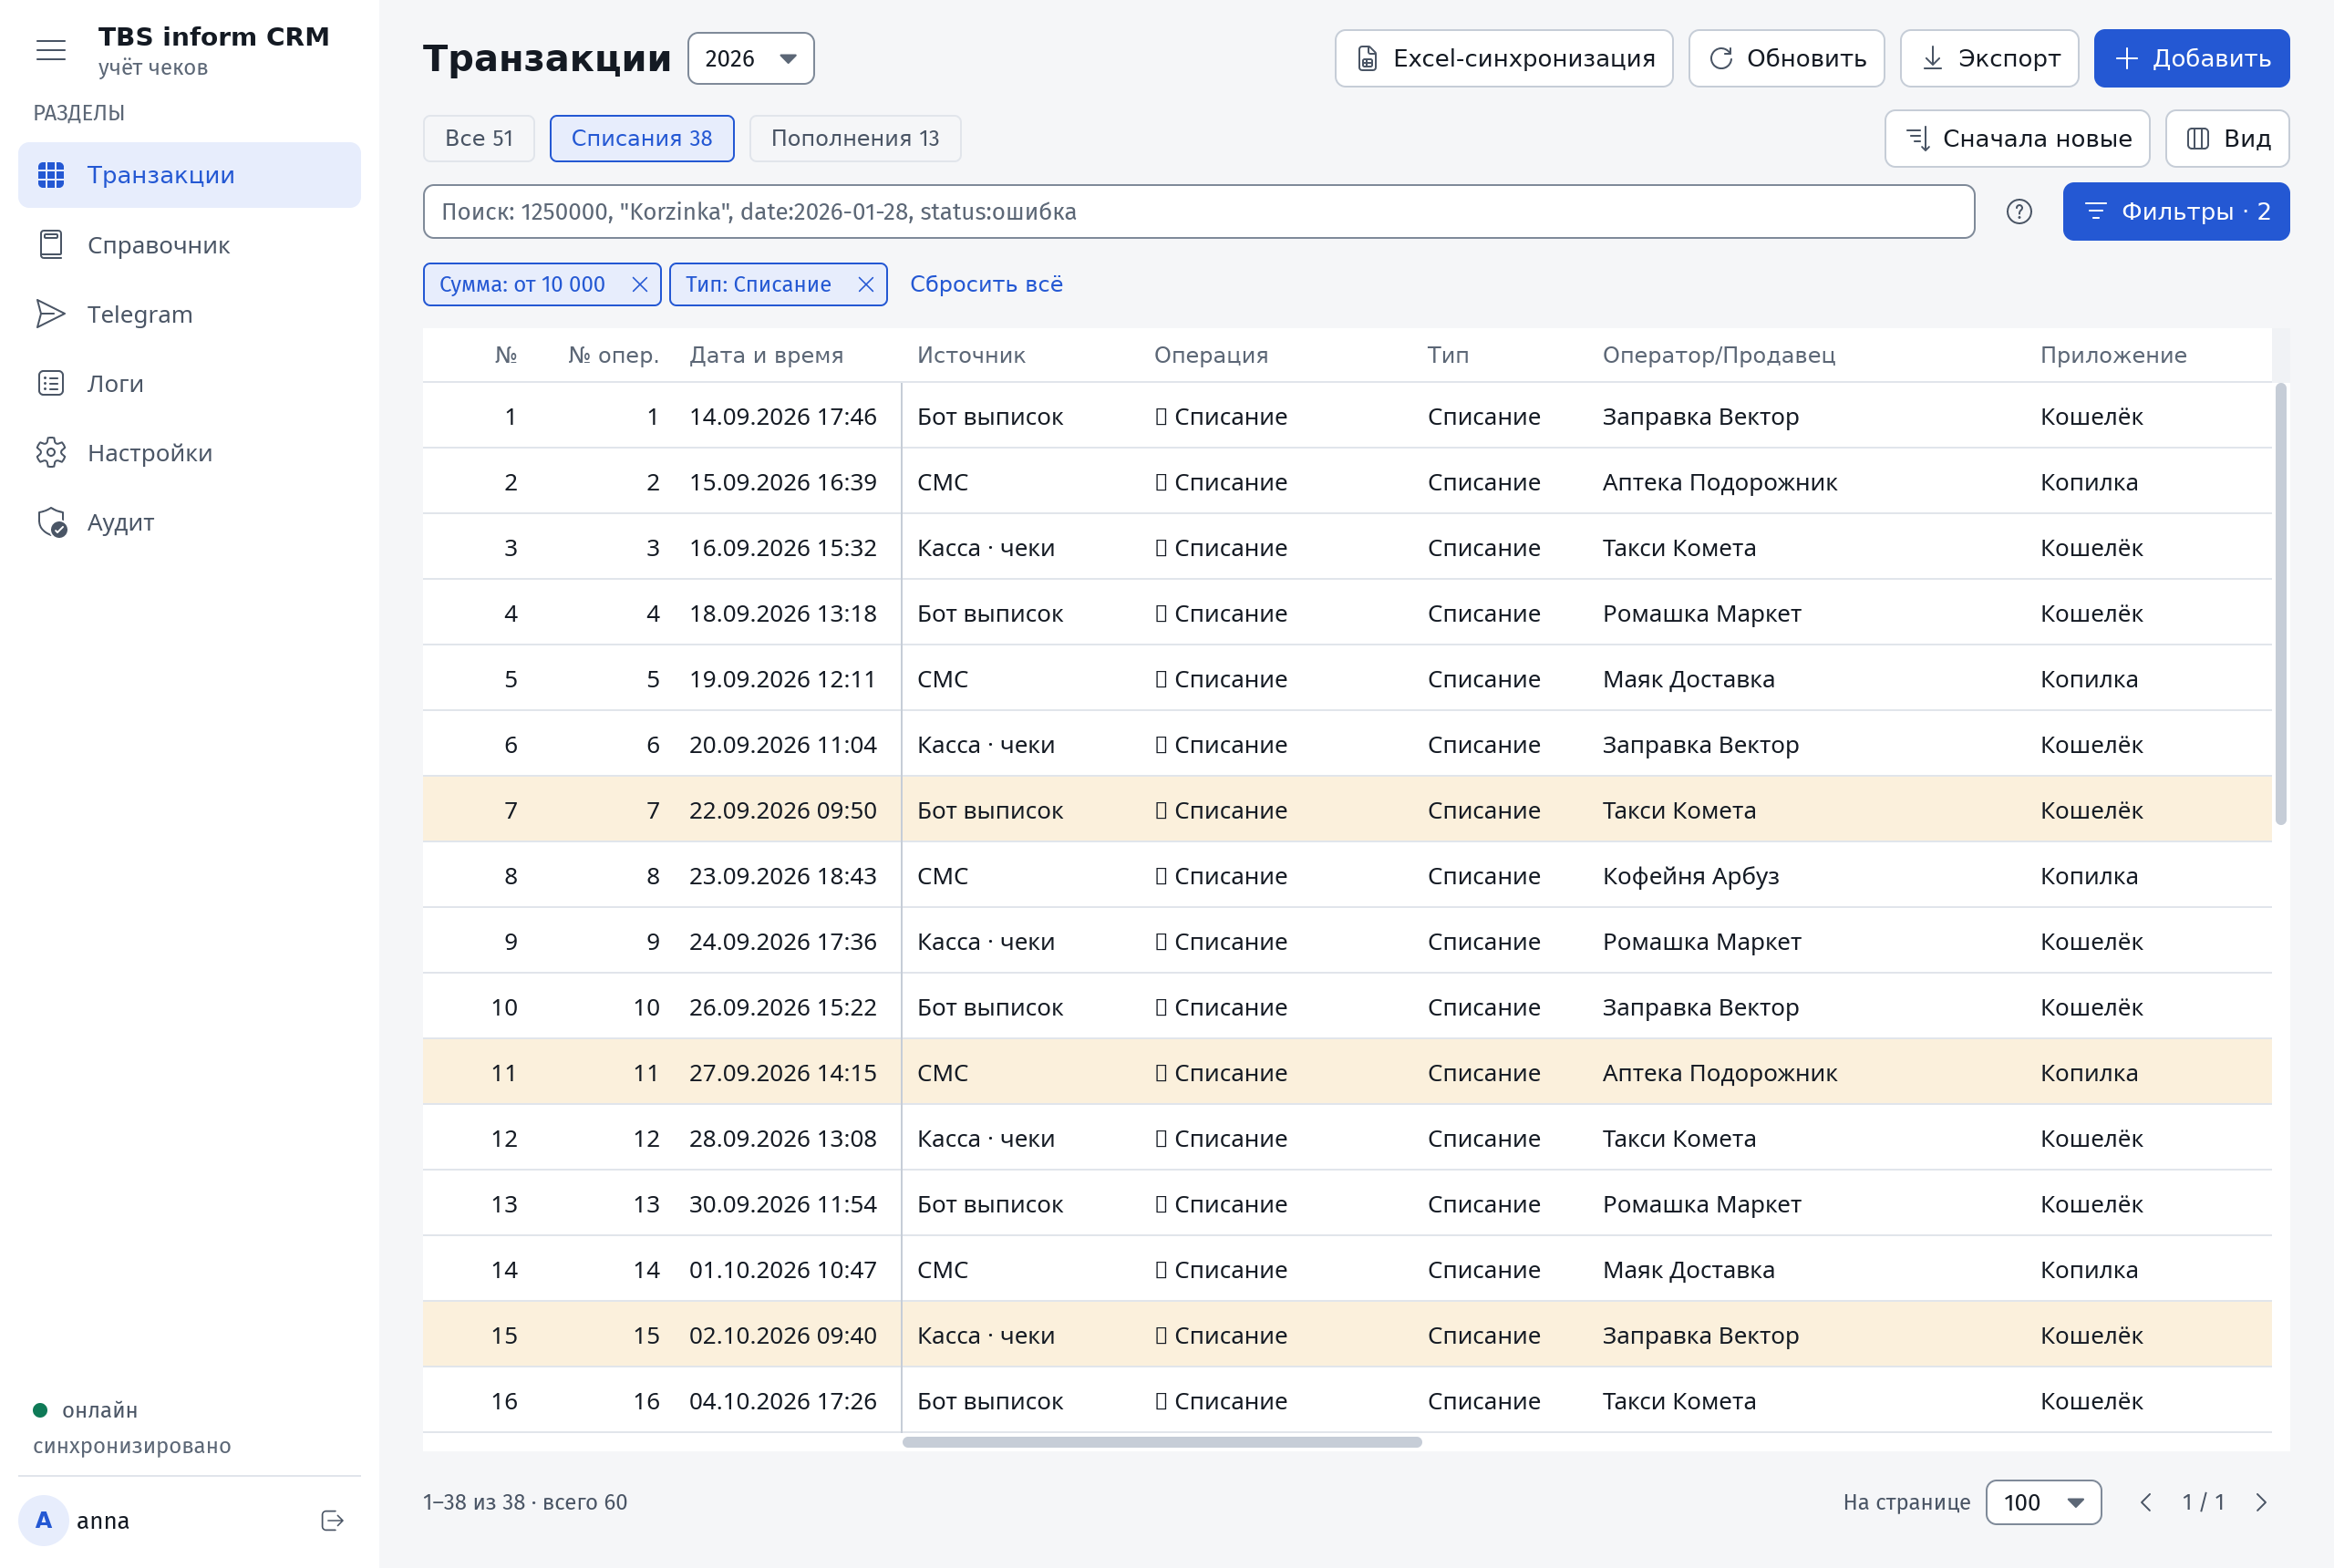 TBS inform CRM
учёт чеков
РАЗДЕЛЫ
Транзакции
Справочник
Telegram
Логи
Настройки
Аудит
онлайн
синхронизировано
A anna
Транзакции 2026 Excel-синхронизация Обновить Экспорт Добавить
Все 51 Списания 38 Пополнения 13 Сначала новые Вид
Поиск: 1250000, "Korzinka", date:2026-01-28, status:ошибка Фильтры · 2
Сумма: от 10 000 Тип: Списание Сбросить всё
№ № опер. Дата и время Источник Операция Тип Оператор/Продавец Приложение
1 1 14.09.2026 17:46 Бот выписок Списание Списание Заправка Вектор Кошелёк
2 2 15.09.2026 16:39 СМС Списание Списание Аптека Подорожник Копилка
3 3 16.09.2026 15:32 Касса · чеки Списание Списание Такси Комета Кошелёк
4 4 18.09.2026 13:18 Бот выписок Списание Списание Ромашка Маркет Кошелёк
5 5 19.09.2026 12:11 СМС Списание Списание Маяк Доставка Копилка
6 6 20.09.2026 11:04 Касса · чеки Списание Списание Заправка Вектор Кошелёк
7 7 22.09.2026 09:50 Бот выписок Списание Списание Такси Комета Кошелёк
8 8 23.09.2026 18:43 СМС Списание Списание Кофейня Арбуз Копилка
9 9 24.09.2026 17:36 Касса · чеки Списание Списание Ромашка Маркет Кошелёк
10 10 26.09.2026 15:22 Бот выписок Списание Списание Заправка Вектор Кошелёк
11 11 27.09.2026 14:15 СМС Списание Списание Аптека Подорожник Копилка
12 12 28.09.2026 13:08 Касса · чеки Списание Списание Такси Комета Кошелёк
13 13 30.09.2026 11:54 Бот выписок Списание Списание Ромашка Маркет Кошелёк
14 14 01.10.2026 10:47 СМС Списание Списание Маяк Доставка Копилка
15 15 02.10.2026 09:40 Касса · чеки Списание Списание Заправка Вектор Кошелёк
16 16 04.10.2026 17:26 Бот выписок Списание Списание Такси Комета Кошелёк
1–38 из 38 · всего 60 На странице 100 1 / 1